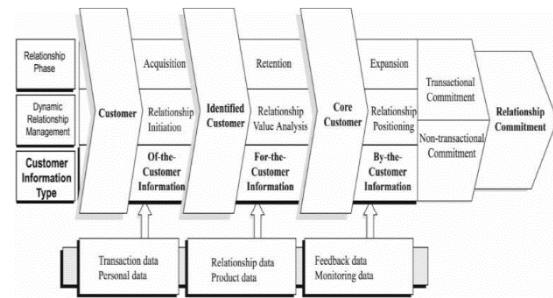 Relationship
Phase
Dynamic
Relationship
Management
Customer
Information
Type
Customer
Acquisition
Relationship
Initiation
Of-the-
Customer
Information
Identified
Customer
Retention
Relationship
Value Analysis
For-the-
Customer
Information
Core
Customer
Expansion
Relationship
Positioning
By-the-
Customer
Information
Transactional
Commitment
Non-transactional
Commitment
Relationship
Commitment
Transaction data
Personal data
Relationship data
Product data
Feedback data
Monitoring data